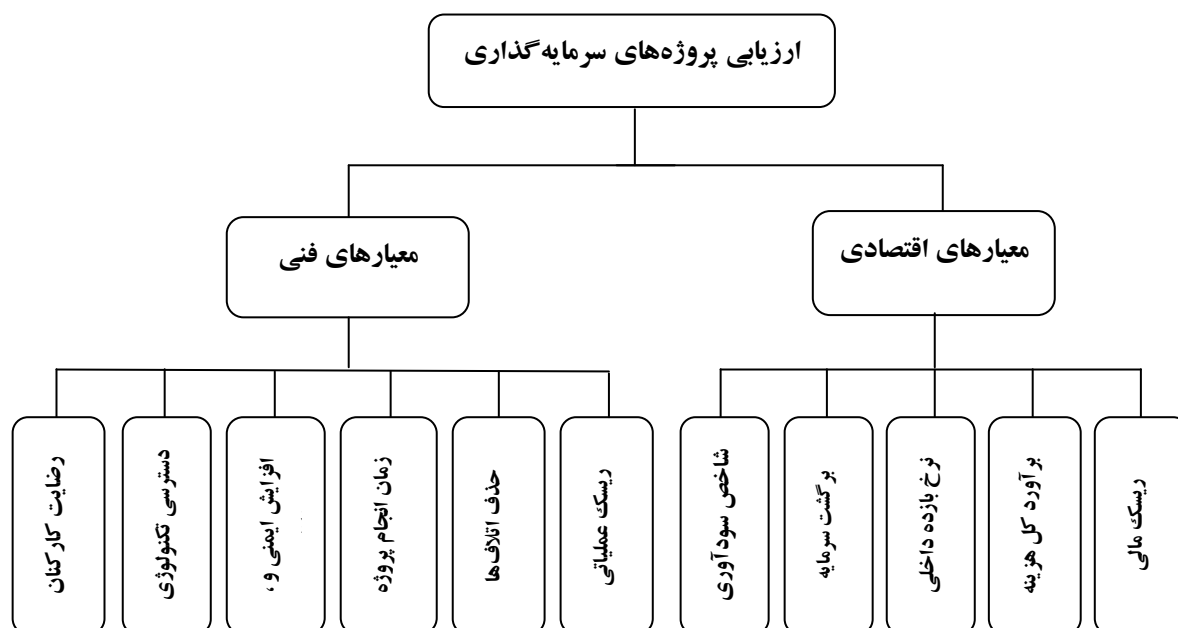 ارزیابی پروژه‌های سرمایه‌گذاری
معیارهای اقتصادی
معیارهای فنی
ریسک مالی
برآورد کل هزینه
نرخ بازده داخلی
برگشت سرمایه
شاخص سودآوری
ریسک عملیاتی
حذف اتلاف‌ها
زمان انجام پروژه
افزایش ایمنی و ،
دسترسی تکنولوژی
رضایت کارکنان